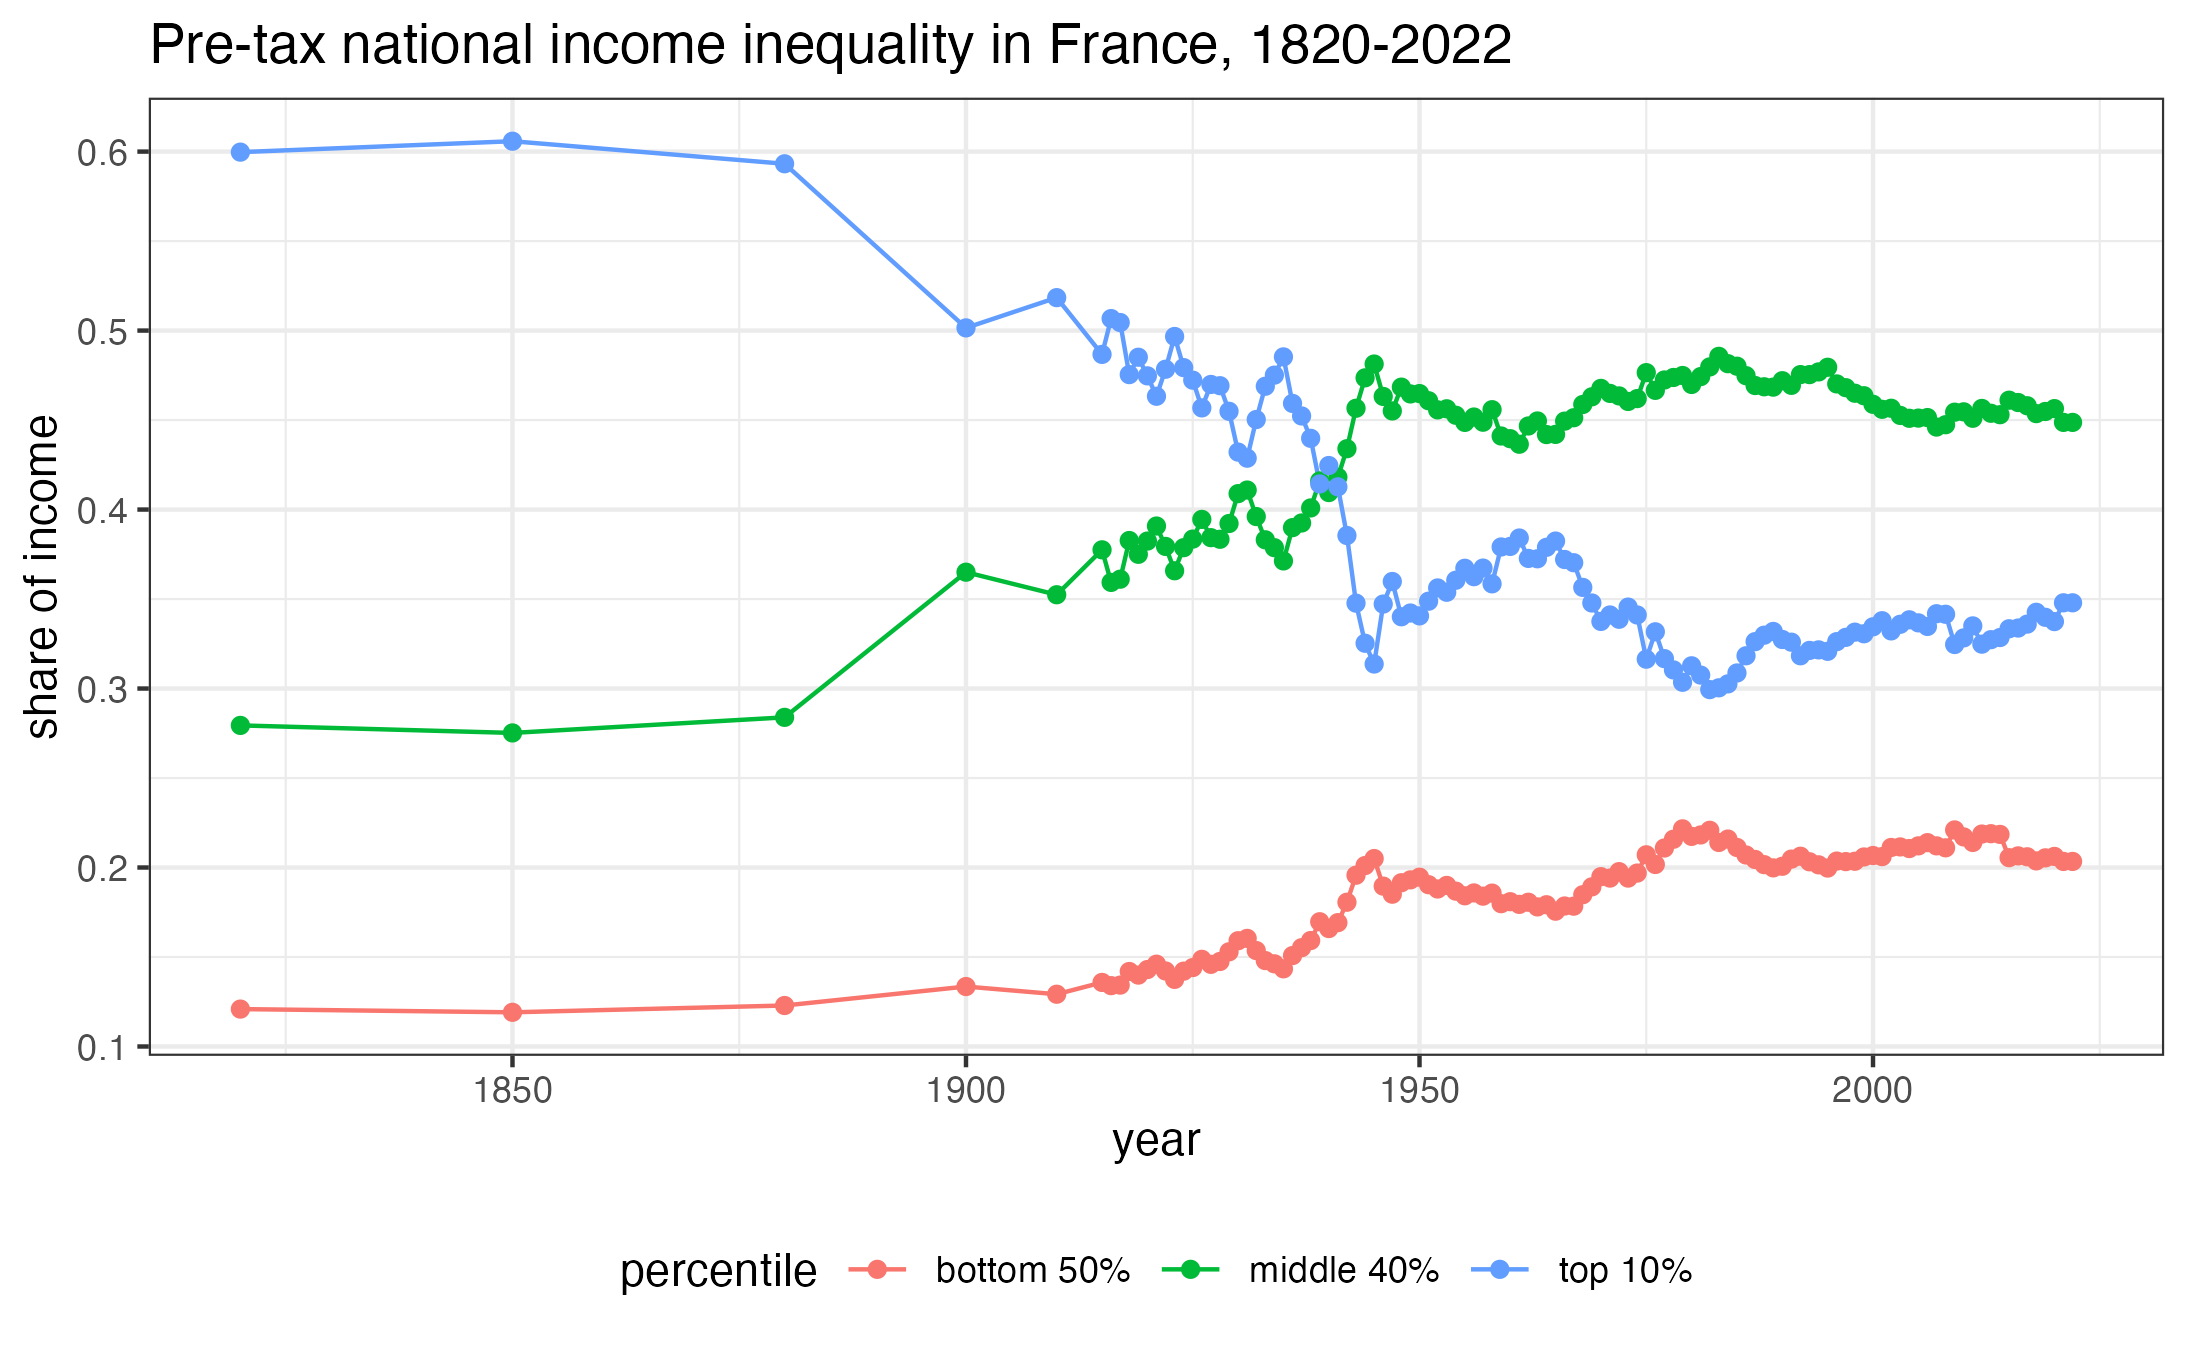 Pre-tax national income inequality in France, 1820-2022
share of income
0.6
0.5
0.4
0.3
0.2
0.1
1850 1900 1950 2000
year
percentile bottom 50% middle 40% top 10%